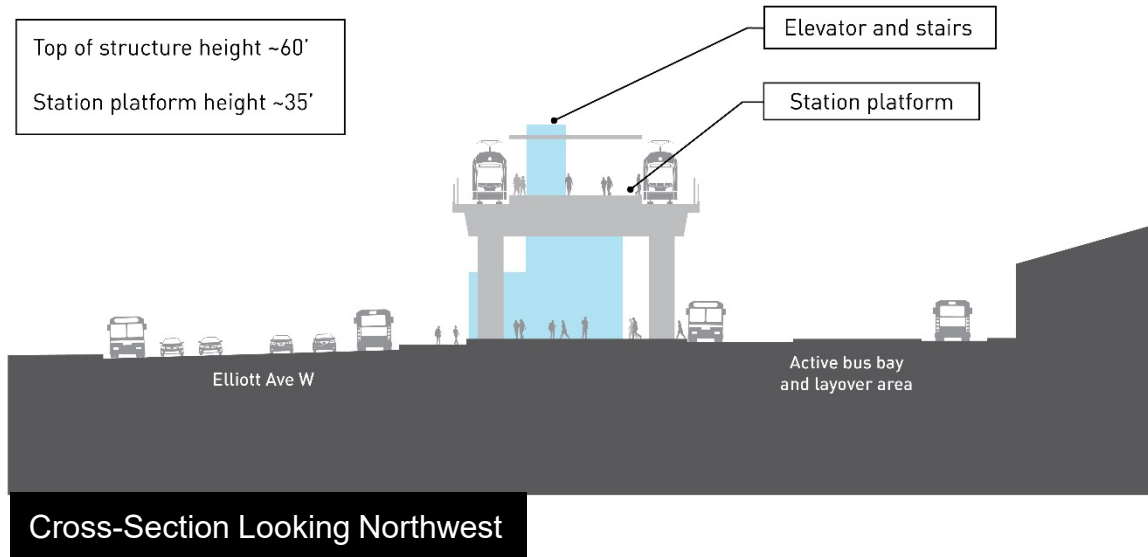 Top of structure height ~60'
Station platform height ~35'
Elevator and stairs
Station platform
Elliott Ave W
Active bus bay
and layover area
Cross-Section Looking Northwest